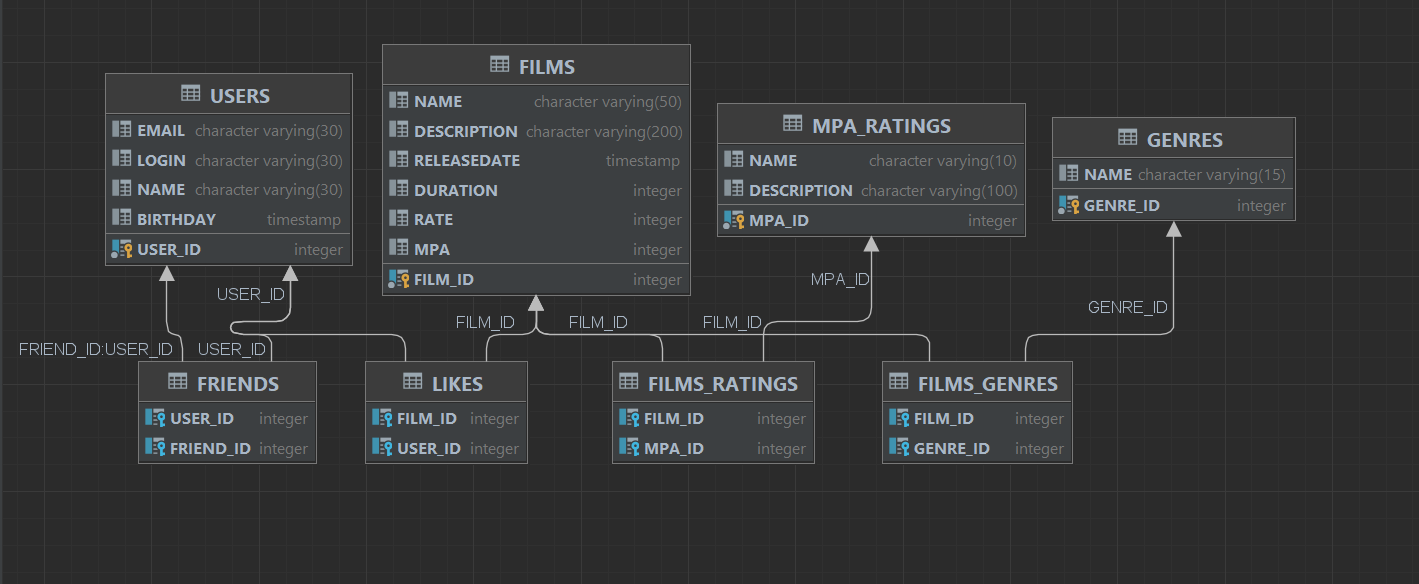 USERS
EMAIL character varying(30)
LOGIN character varying(30)
NAME character varying(30)
BIRTHDAY timestamp
USER_ID integer
FILMS
NAME character varying(50)
DESCRIPTION character varying(200)
RELEASEDATE timestamp
DURATION integer
RATE integer
MPA integer
FILM_ID integer
MPA_RATINGS
NAME character varying(10)
DESCRIPTION character varying(100)
MPA_ID integer
GENRES
NAME character varying(15)
GENRE_ID integer
USER_ID
MPA_ID
GENRE_ID
FILM_ID
FILM_ID
FILM_ID
FRIEND_ID:USER_ID
USER_ID
FRIENDS
USER_ID integer
FRIEND_ID integer
LIKES
FILM_ID integer
USER_ID integer
FILMS_RATINGS
FILM_ID integer
MPA_ID integer
FILMS_GENRES
FILM_ID integer
GENRE_ID integer